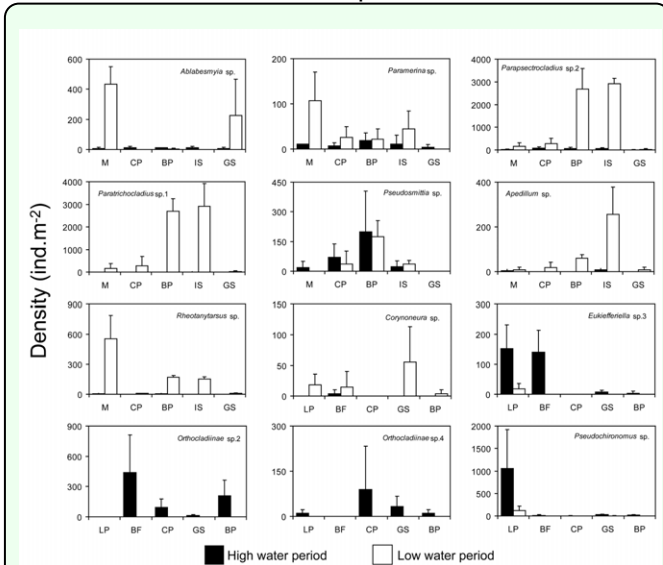 Density (ind.m-2)
600 400 200 0
Ablabesmyia sp.
M CP BP IS GS
200 100 0
Paramerina sp.
M CP BP IS GS
4000 3000 2000 1000 0
Parapsectrocladius sp.2
M CP BP IS GS
4000 3000 2000 1000 0
Paratrichocladius sp.1
M CP BP IS GS
450 300 150 0
Pseudosmittia sp.
M CP BP IS GS
400 200 0
Apedilum sp.
M CP BP IS GS
900 600 300 0
Rheotanytarsus sp.
M CP BP IS GS
150 100 50 0
Corynoneura sp.
LP BF CP GS BP
300 200 100 0
Eukiefferiella sp.3
LP BF CP GS BP
900 600 300 0
Orthocladiinae sp.2
LP BF CP GS BP
300 150 0
Orthocladiinae sp.4
LP BF CP GS BP
2000 1500 1000 500 0
Pseudochironomus sp.
LP BF CP GS BP
High water period Low water period